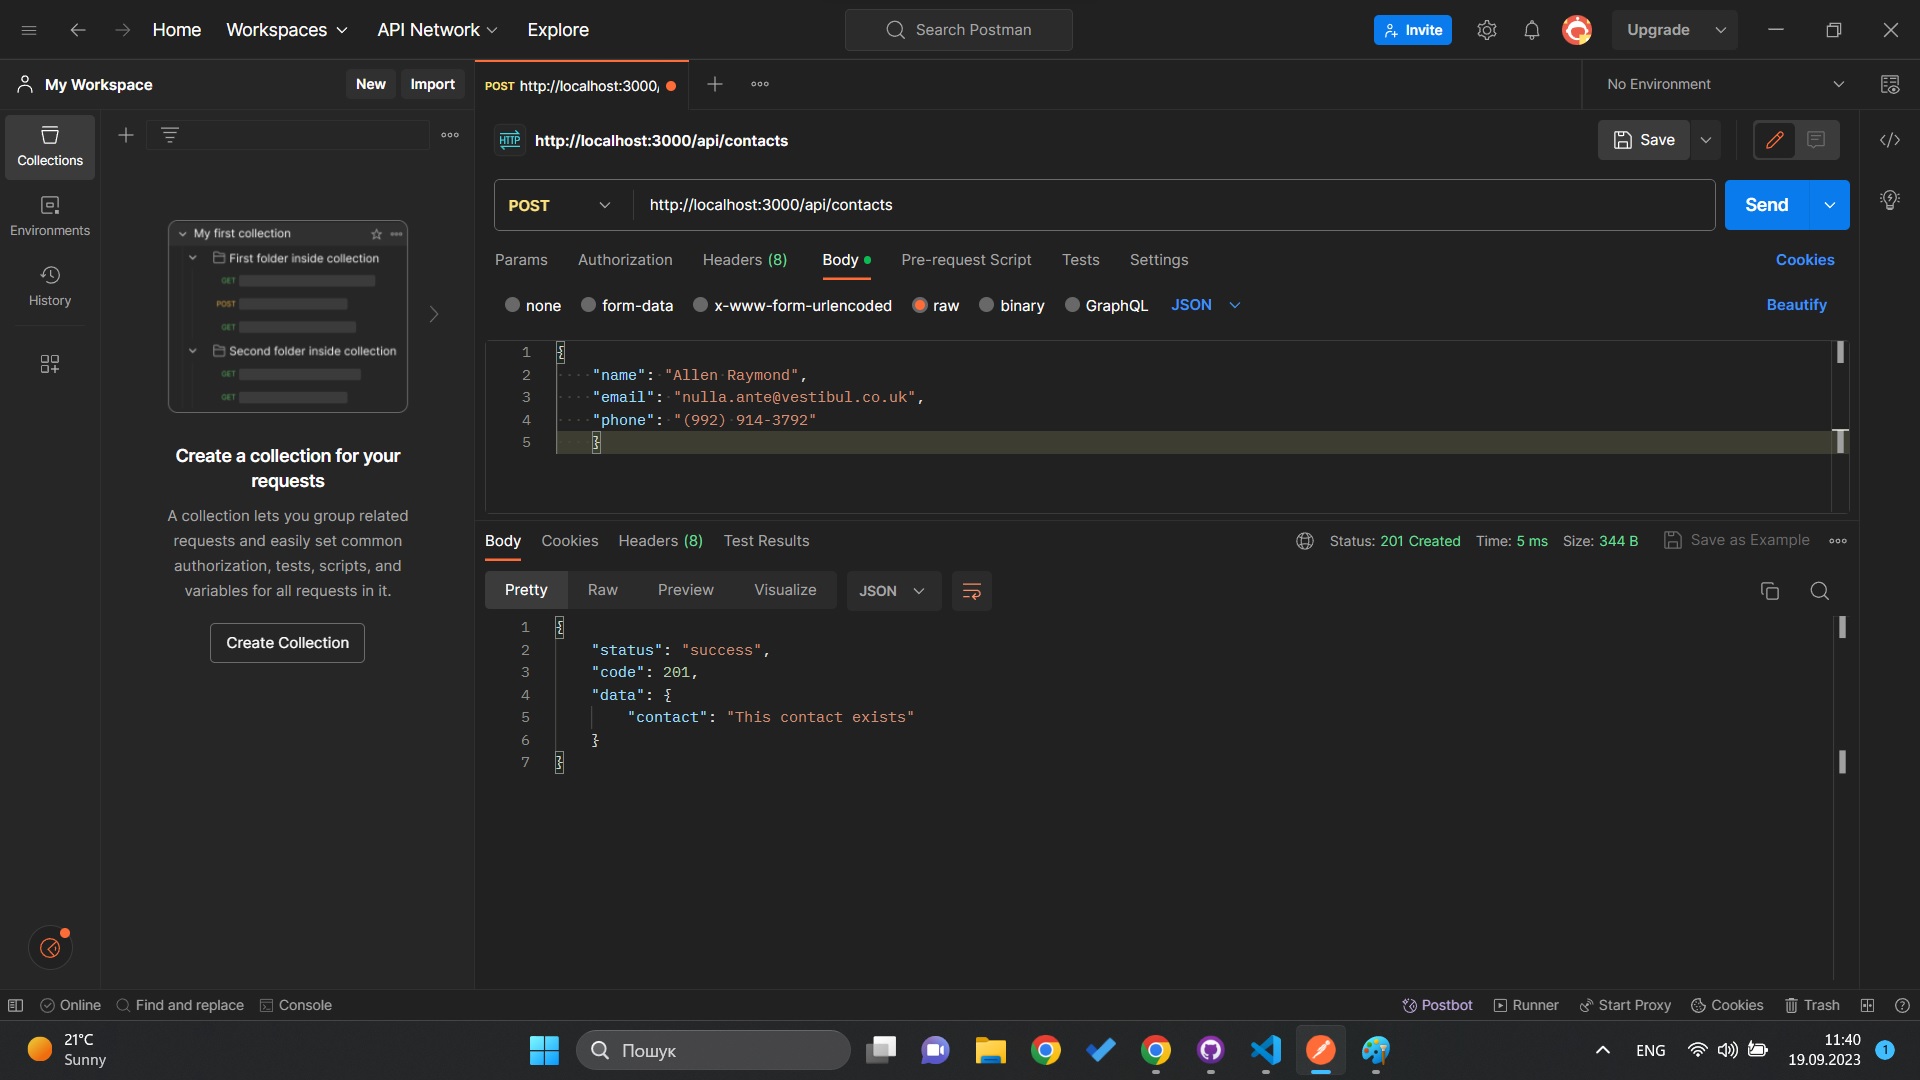 Home Workspaces API Network Explore Search Postman Invite Upgrade
My Workspace New Import POST http://localhost:3000, No Environment
Collections
Environments
History
My first collection
First folder inside collection
GET
POST
GET
Second folder inside collection
GET
GET
Create a collection for your
requests
A collection lets you group related
requests and easily set common
authorization, tests, scripts, and
variables for all requests in it.
Create Collection
HTTP http://localhost:3000/api/contacts Save
POST http://localhost:3000/api/contacts Send
Params Authorization Headers (8) Body Pre-request Script Tests Settings Cookies
none form-data x-www-form-urlencoded raw binary GraphQL JSON Beautify
1 {
2 "name": "Allen Raymond",
3 "email": "nulla.ante@vestibul.co.uk",
4 "phone": "(992) 914-3792"
5 }
Body Cookies Headers (8) Test Results Status: 201 Created Time: 5 ms Size: 344 B Save as Example
Pretty Raw Preview Visualize JSON
1 {
2 "status": "success",
3 "code": 201,
4 "data": {
5 "contact": "This contact exists"
6 }
7 }
Online Find and replace Console Postbot Runner Start Proxy Cookies Trash
21°C
Sunny
Пошук
ENG
11:40
19.09.2023
1